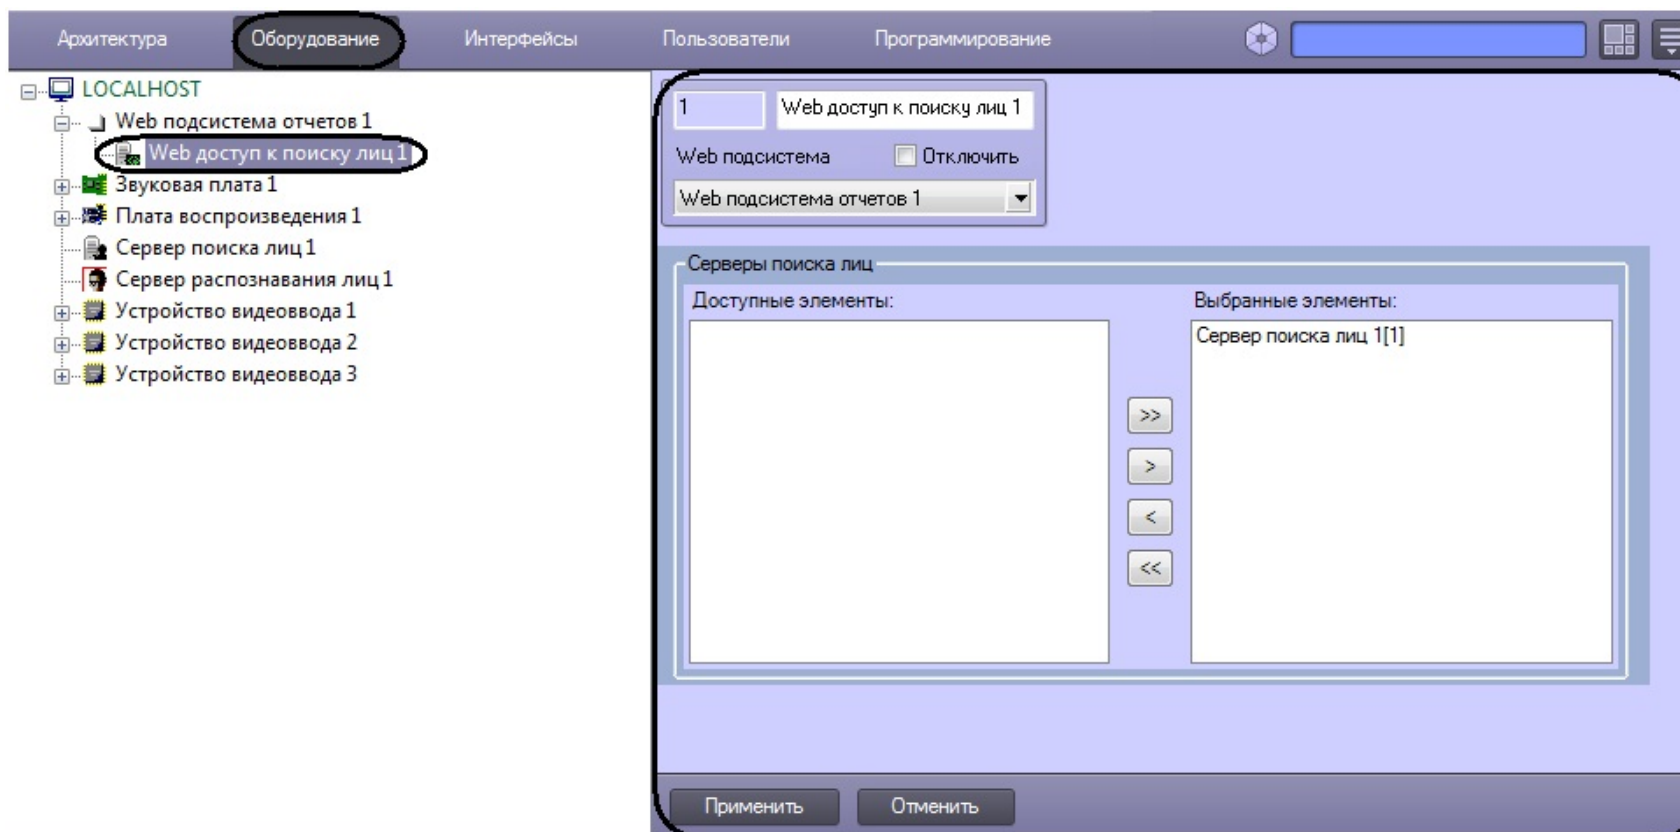 Архитектура Оборудование Интерфейсы Пользователи Программирование
LOCALHOST
Web подсистема отчетов 1
Web доступ к поиску лиц 1
Звуковая плата 1
Плата воспроизведения 1
Сервер поиска лиц 1
Сервер распознавания лиц 1
Устройство видеоввода 1
Устройство видеоввода 2
Устройство видеоввода 3
1 Web доступ к поиску лиц 1
Web подсистема Отключить
Web подсистема отчетов 1
Серверы поиска лиц
Доступные элементы: Выбранные элементы:
Сервер поиска лиц 1[1]
>>
>
<
<<
Применить Отменить